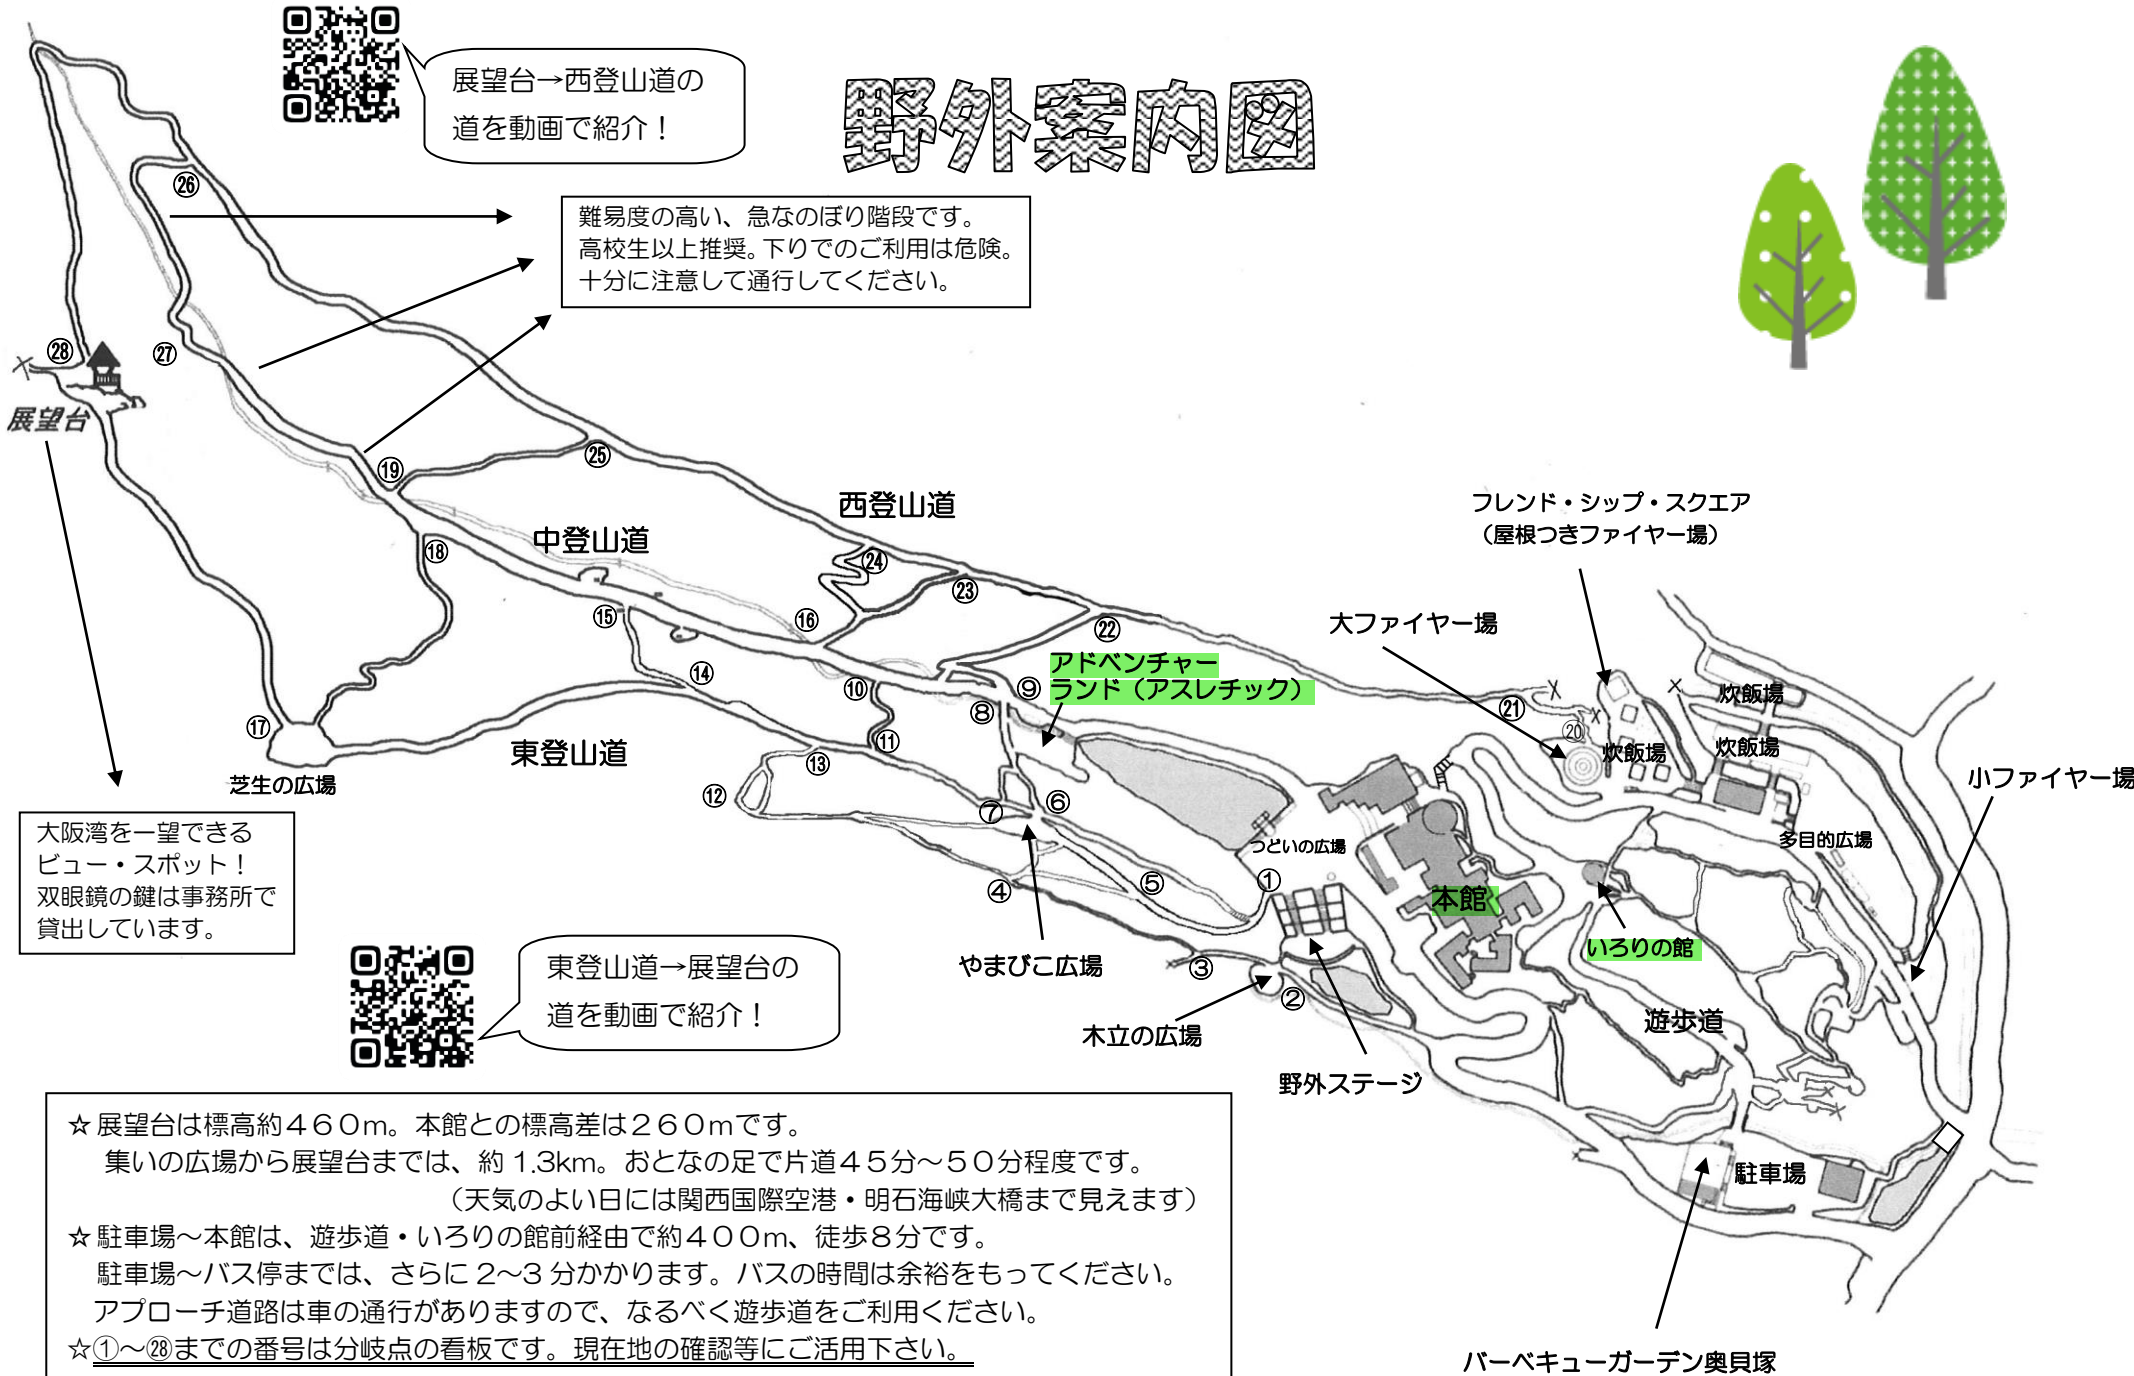 野外案内図
展望台→西登山道の
道を動画で紹介！
難易度の高い、急なのぼり階段です。
高校生以上推奨。下りでのご利用は危険。
十分に注意して通行してください。
㉖
㉘
㉗
展望台
⑲
㉕
西登山道
フレンド・シップ・スクエア
（屋根つきファイヤー場）
中登山道
⑱
㉔
㉓
⑮
⑯
㉒
大ファイヤー場
アドベンチャー
ランド（アスレチック）
⑭
⑩
⑨
⑧
㉑
⑳
炊飯場
炊飯場
炊飯場
⑰
東登山道
⑪
⑬
芝生の広場
⑫
⑦
⑥
小ファイヤー場
つどいの広場
多目的広場
大阪湾を一望できる
ビュー・スポット！
双眼鏡の鍵は事務所で
貸出しています。
④
⑤
①
本館
いろりの館
やまびこ広場
③
②
東登山道→展望台の
道を動画で紹介！
木立の広場
遊歩道
野外ステージ
駐車場
バーベキューガーデン奥貝塚
☆展望台は標高約４６０ｍ。本館との標高差は２６０ｍです。
集いの広場から展望台までは、約 1.3km。おとなの足で片道４５分～５０分程度です。
（天気のよい日には関西国際空港・明石海峡大橋まで見えます）
☆駐車場～本館は、遊歩道・いろりの館前経由で約４００ｍ、徒歩８分です。
駐車場～バス停までは、さらに 2～3 分かかります。バスの時間は余裕をもってください。
アプローチ道路は車の通行がありますので、なるべく遊歩道をご利用ください。
☆①～㉘までの番号は分岐点の看板です。現在地の確認等にご活用下さい。